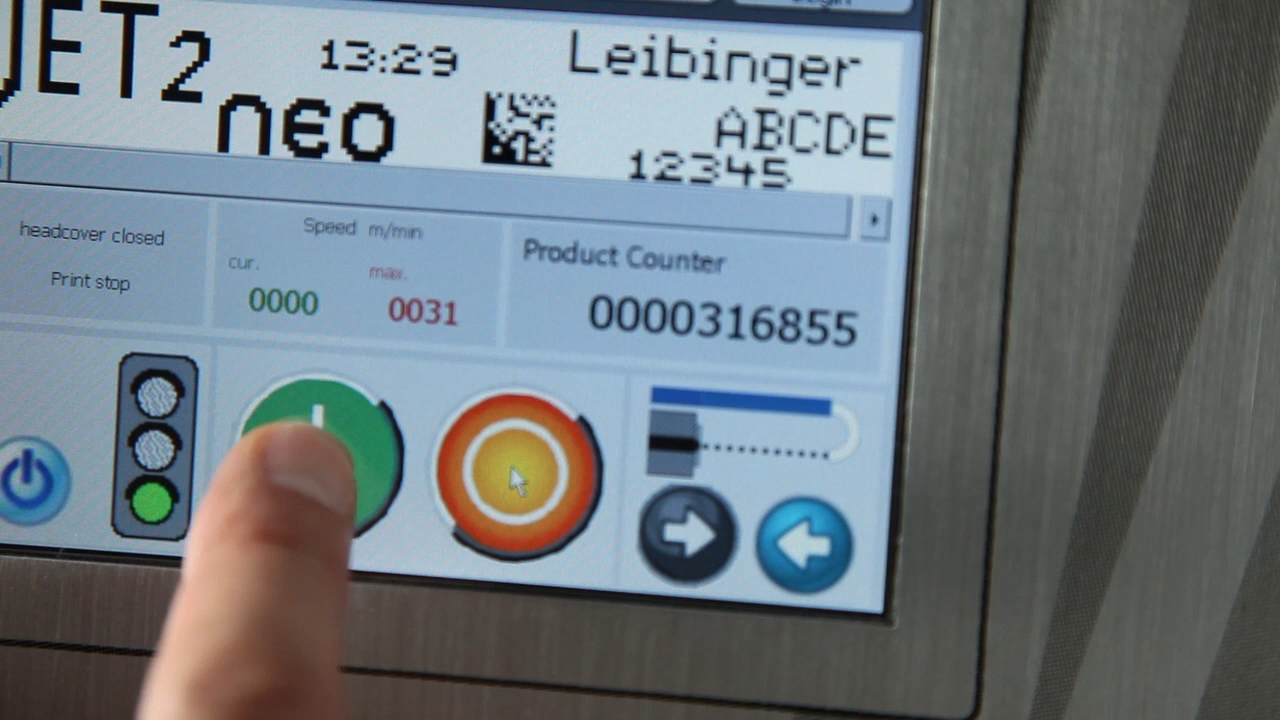 JET2
neo
13:29
Leibinger
ABCDE
12345
headcover closed
Print stop
Speed m/min
cur.
max.
0000
0031
Product Counter
0000316855